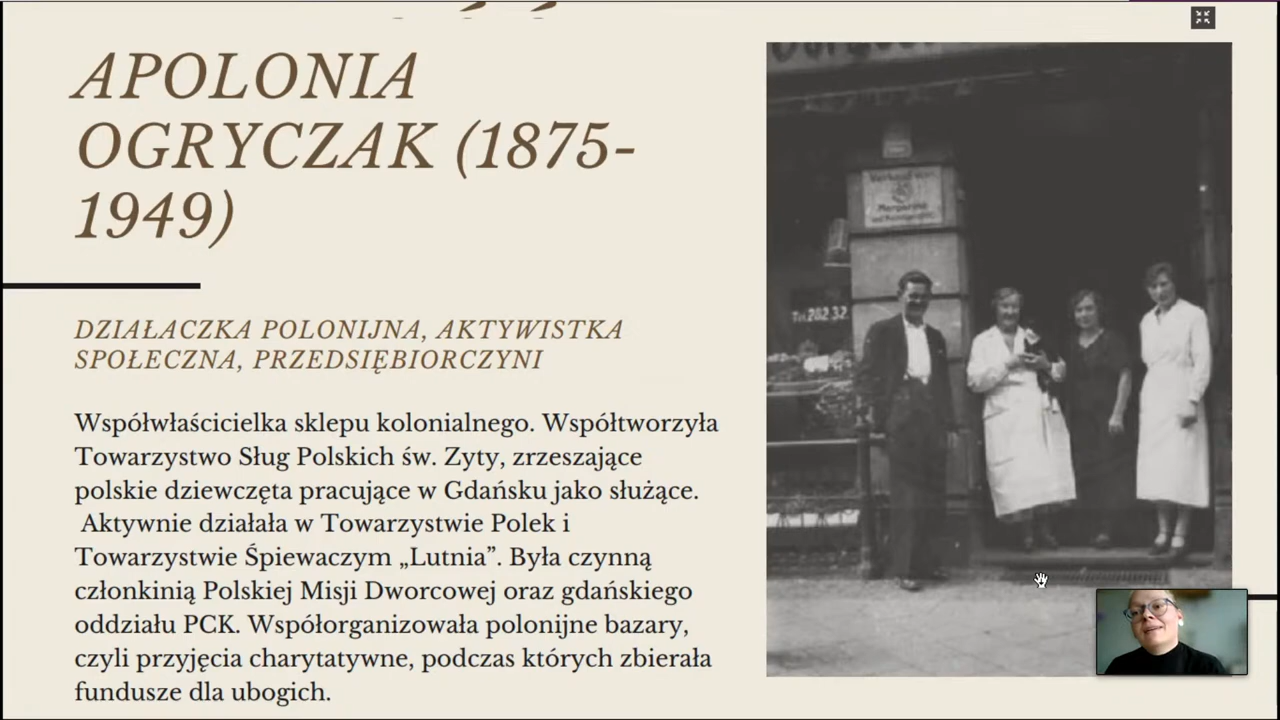 APOLONIA
OGRYCZAK (1875-
1949)
DZIAŁACZKA POLONIJNA, AKTYWISTKA
SPOŁECZNA, PRZEDSIĘBIORCZYNI
Współwłaścicielka sklepu kolonialnego. Współtworzyła
Towarzystwo Sług Polskich św. Zyty, zrzeszające
polskie dziewczęta pracujące w Gdańsku jako służące.
Aktywnie działała w Towarzystwie Polek i
Towarzystwie Śpiewaczym „Lutnia”. Była czynną
członkinią Polskiej Misji Dworcowej oraz gdańskiego
oddziału PCK. Współorganizowała polonijne bazary,
czyli przyjęcia charytatywne, podczas których zbierała
fundusze dla ubogich.
Verkauf von
Margarine
Tel.202.32